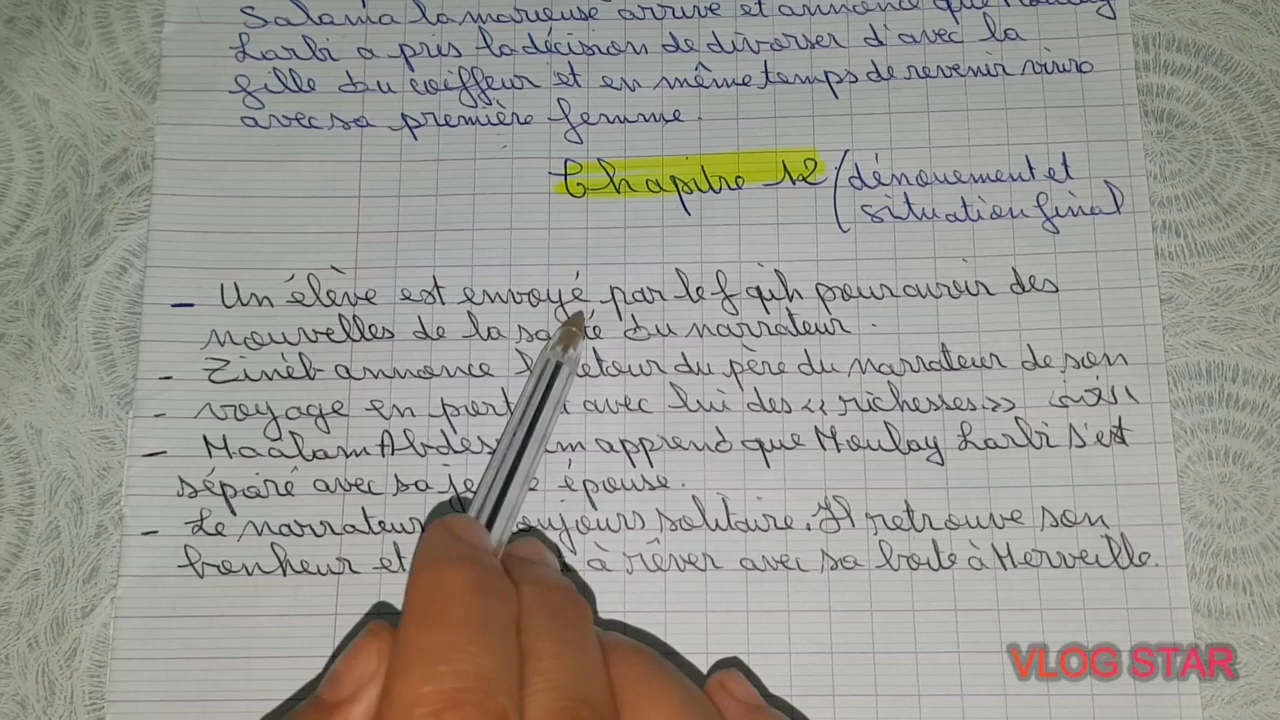 Salama la marieuse arrive et annonce que
Larbi a pris la décision de divorser d'avec la
fille du coiffeur et en même temps de revenir vivre
avec sa première femme.
Chapitre 12 (dénouement et
situation final
- Un élève est envoyé par le fqih pour avoir des
nouvelles de la santé du narrateur.
- Zineb annonce retour du père du narrateur de son
- voyage en avec lui des «richesses»
- Maalam apprend que Moulay Larbi s'est
séparé avec sa épouse.
- Le narrateur toujours solitaire. Il retrouve son
bonheur et à rêver avec sa boite à Merveille.
VLOG STAR